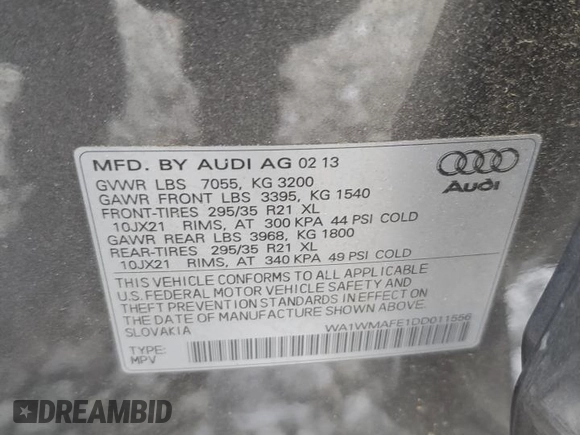 MFD. BY AUDI AG 02 13
GVWR LBS 7055, KG 3200
GAWR FRONT LBS 3395, KG 1540
FRONT-TIRES 295/35 R21 XL
10JX21 RIMS, AT 300 KPA 44 PSI COLD
GAWR REAR LBS 3968, KG 1800
REAR-TIRES 295/35 R21 XL
10JX21 RIMS, AT 340 KPA 49 PSI COLD
Audi
THIS VEHICLE CONFORMS TO ALL APPLICABLE
U.S. FEDERAL MOTOR VEHICLE SAFETY AND
THEFT PREVENTION STANDARDS IN EFFECT ON
THE DATE OF MANUFACTURE SHOWN ABOVE.
SLOVAKIA
WA1WMAFE1DD011556
TYPE:
MPV
DREAMBID